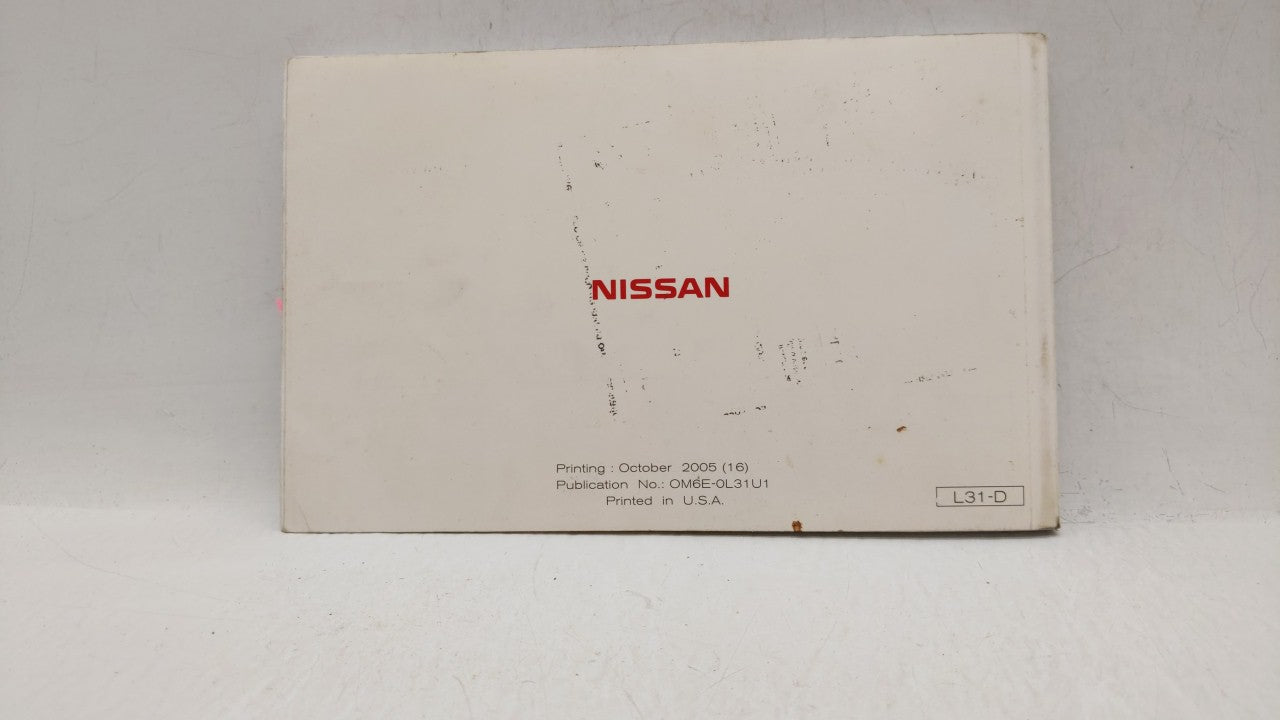 NISSAN
Printing : October 2005 (16)
Publication No.: OM6E-0L31U1
Printed in U.S.A.
L31-D